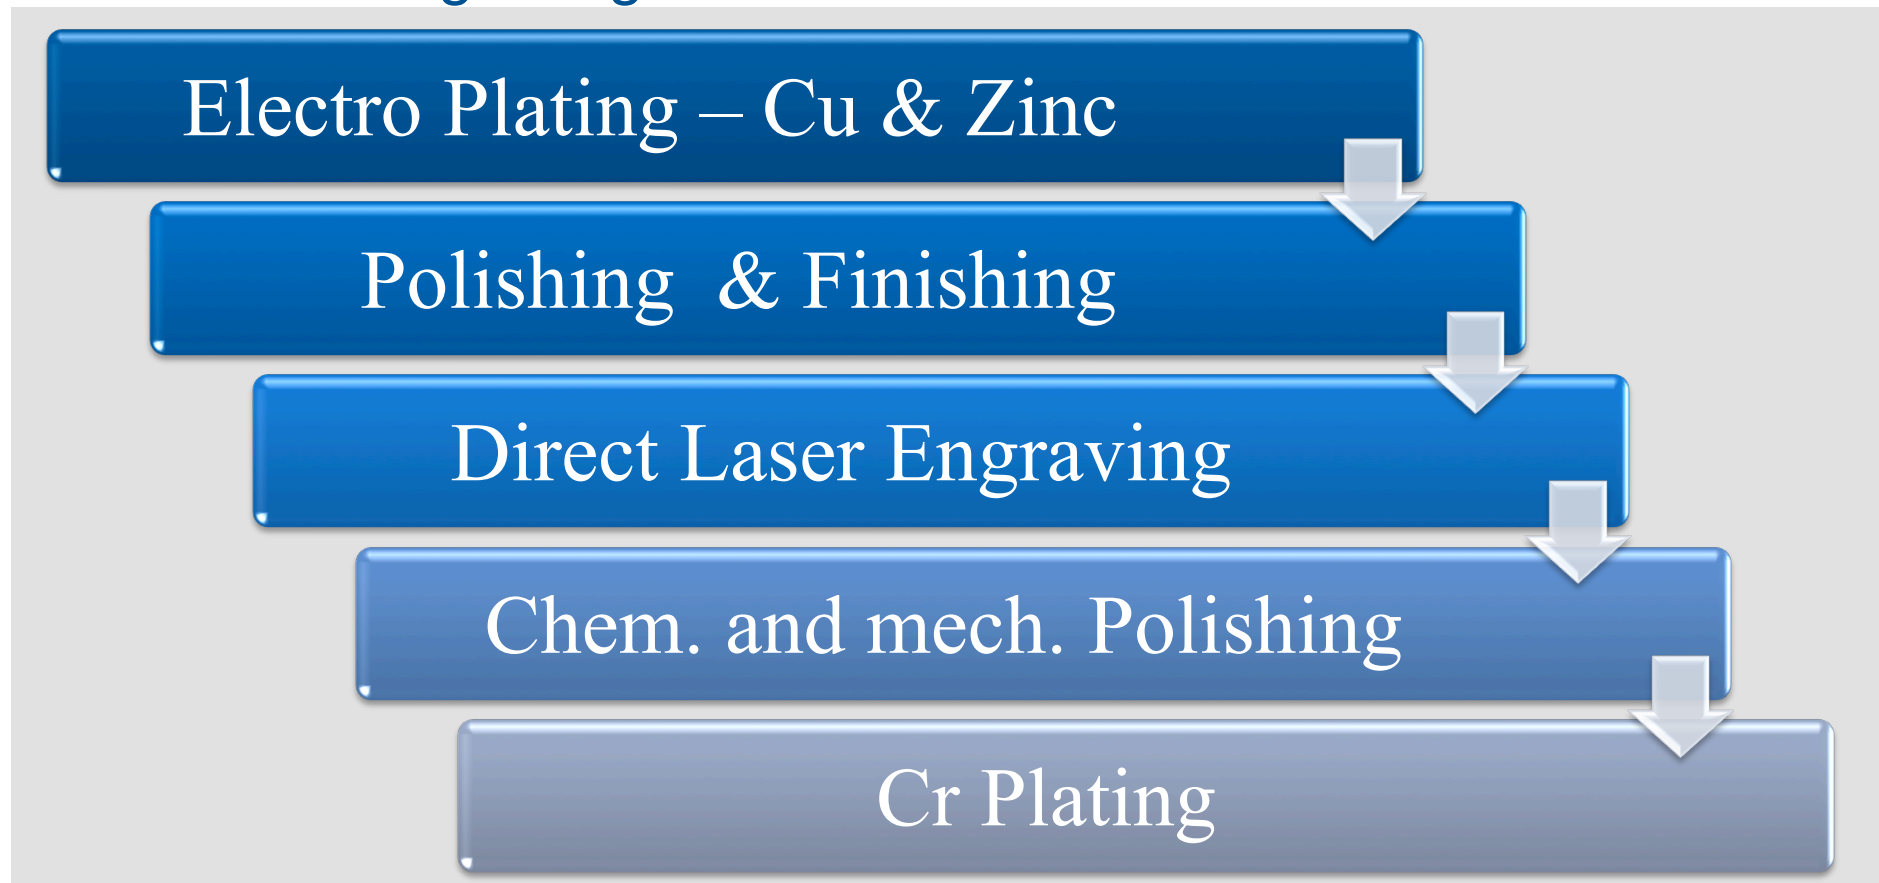 Electro Plating – Cu & Zinc
Polishing & Finishing
Direct Laser Engraving
Chem. and mech. Polishing
Cr Plating